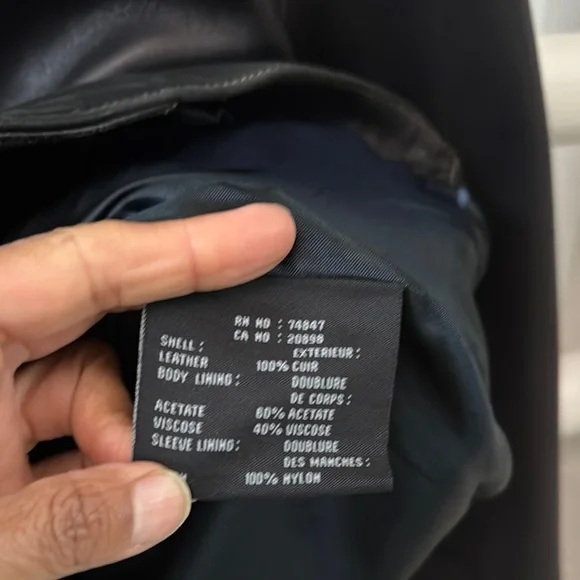 RN NO : 74847
CA NO : 20898
SHELL : EXTERIEUR :
LEATHER 100% CUIR
BODY LINING : DOUBLURE
DE CORPS :
ACETATE 60% ACETATE
VISCOSE 40% VISCOSE
SLEEVE LINING : DOUBLURE
DES MANCHES :
100% NYLON